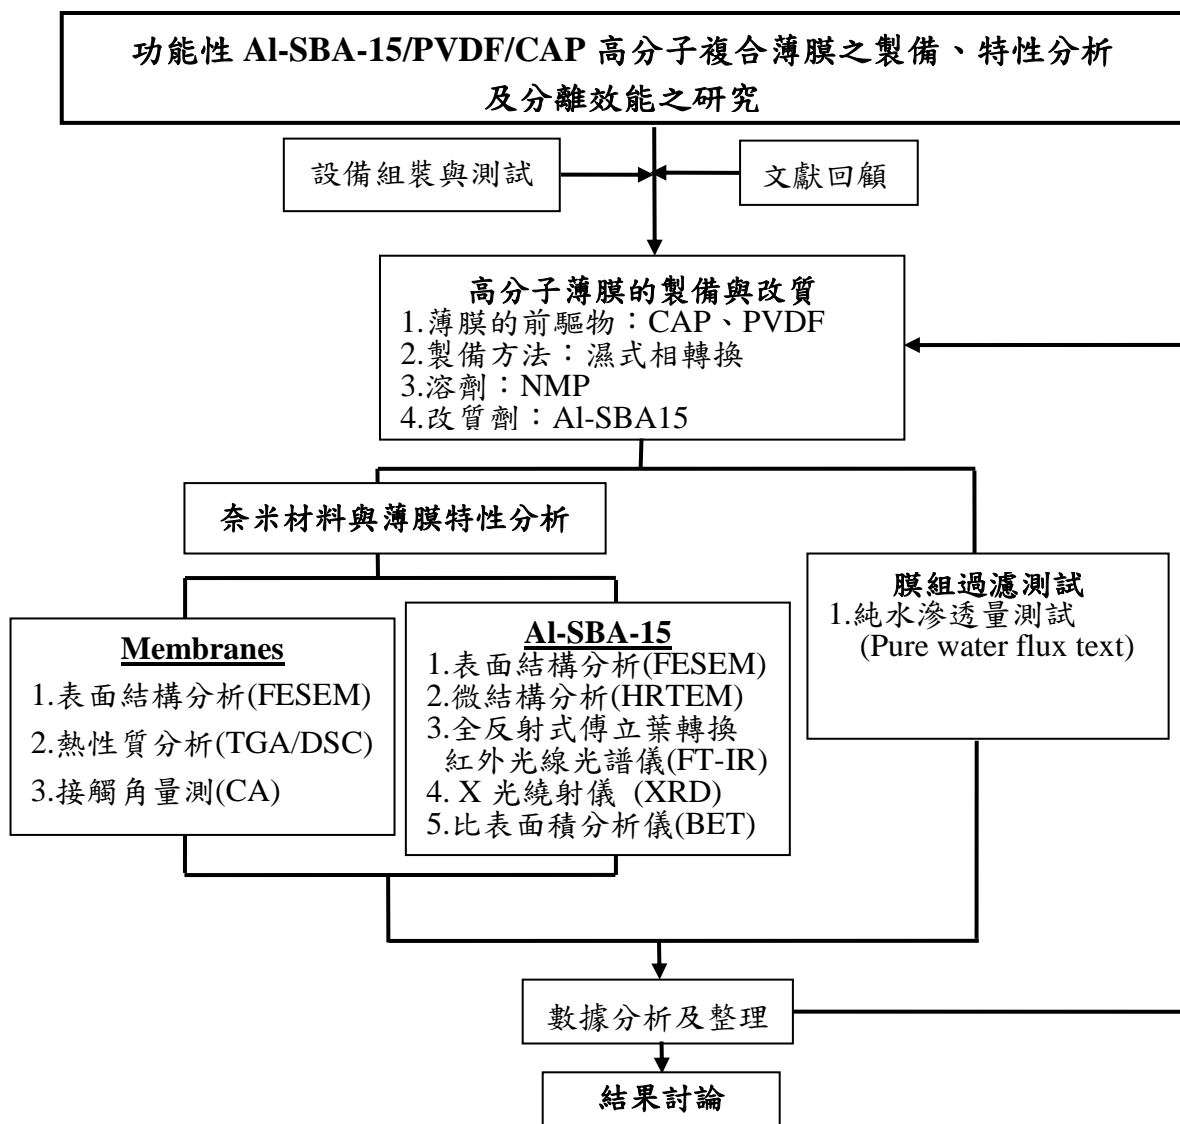 功能性 Al-SBA-15/PVDF/CAP 高分子複合薄膜之製備、特性分析
及分離效能之研究
設備組裝與測試
文獻回顧
高分子薄膜的製備與改質
1.薄膜的前驅物：CAP、PVDF
2.製備方法：濕式相轉換
3.溶劑：NMP
4.改質劑：Al-SBA15
奈米材料與薄膜特性分析
Membranes
1.表面結構分析(FESEM)
2.熱性質分析(TGA/DSC)
3.接觸角量測(CA)
Al-SBA-15
1.表面結構分析(FESEM)
2.微結構分析(HRTEM)
3.全反射式傅立葉轉換
紅外光線光譜儀(FT-IR)
4. X 光繞射儀 (XRD)
5.比表面積分析儀(BET)
膜組過濾測試
1.純水滲透量測試
(Pure water flux text)
數據分析及整理
結果討論